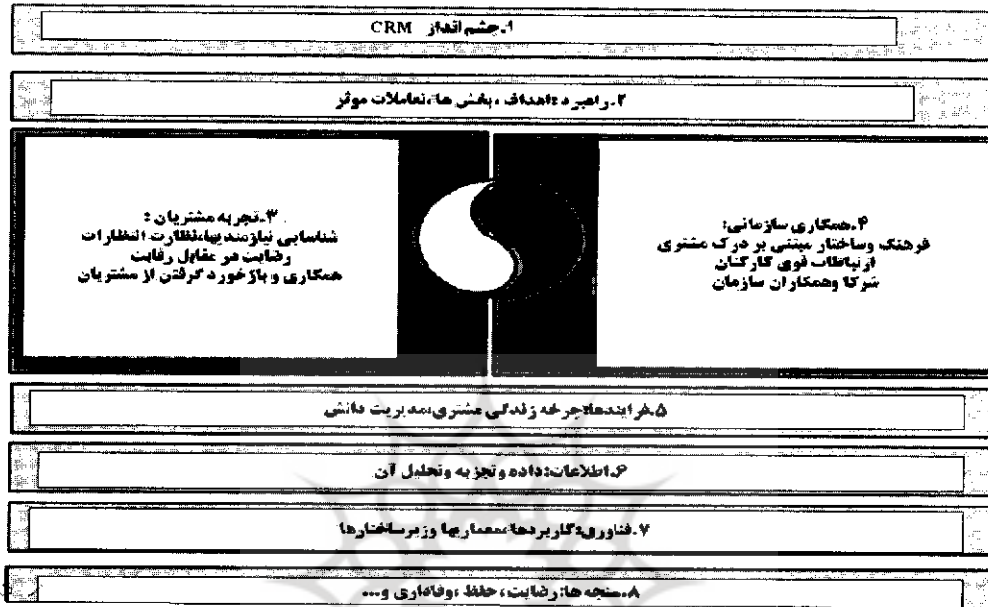 ۱.چشم انداز CRM
۲.راهبرد:اهداف ،بخش ها،تعاملات موثر
۴.همکاری سازمانی:
فرهنگ وساختار مبتنی بر درک مشتری
ارتباطات قوی کارکنان
شرکا وهمکاران سازمان
۳.تجربه مشتریان :
شناسایی نیازمندیها،نظارت انتظارات
رضایت در مقابل رقابت
همکاری و بازخورد گرفتن از مشتریان
۵.فرایندها:چرخه زندگی مشتری،مدیریت دانش
۶.اطلاعات:داده وتجزیه وتحلیل آن
۷.فناوری:کاربردها،معماریها وزیرساختارها
۸.سنجه ها:رضایت،حفظ ،وفاداری و...